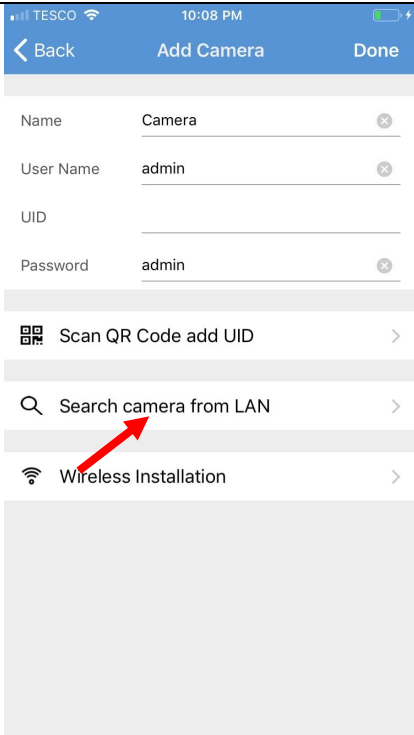 TESCO 10:08 PM
Back Add Camera Done
Name Camera
User Name admin
UID
Password admin
Scan QR Code add UID
Search camera from LAN
Wireless Installation